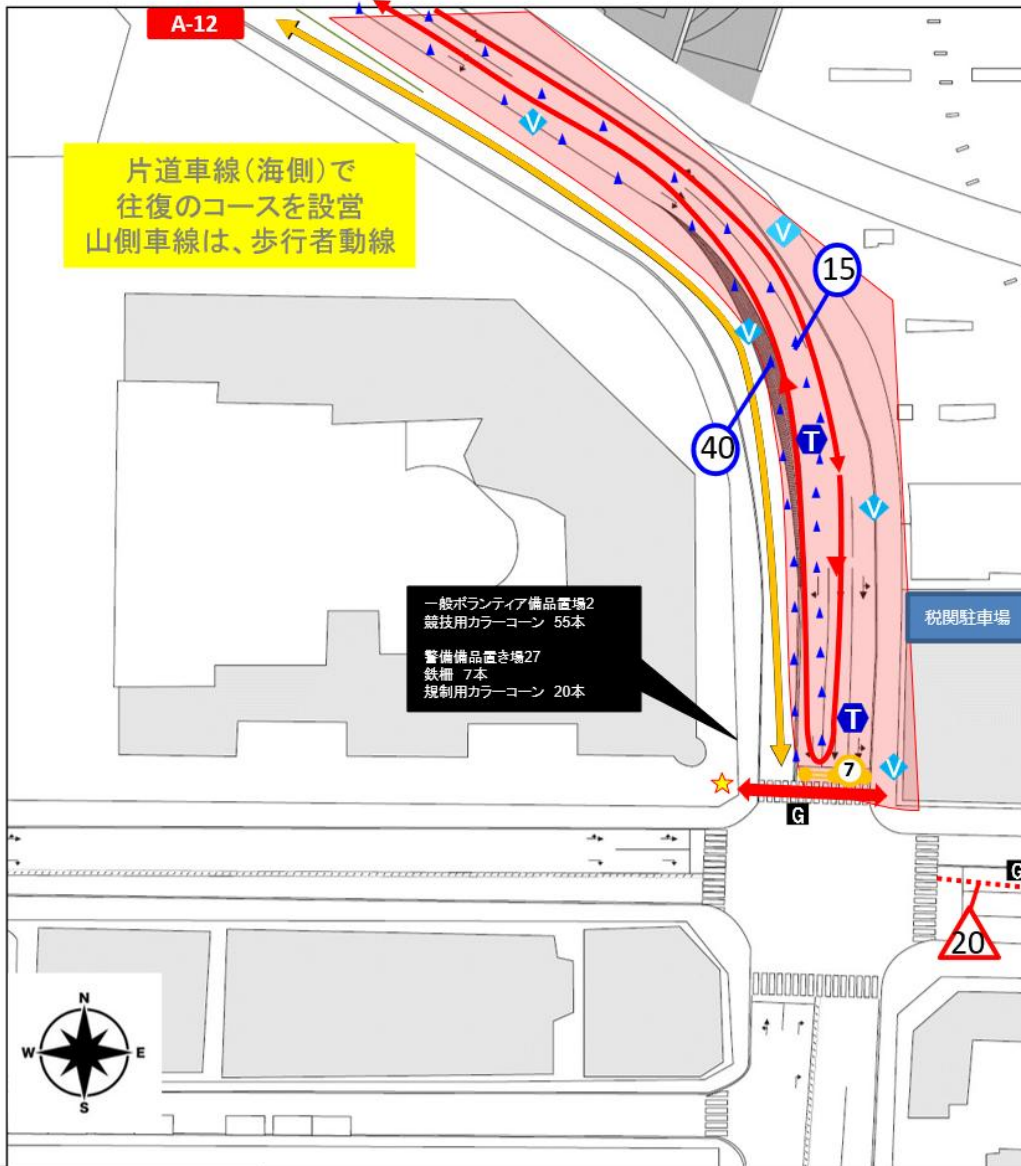 A-12
片道車線(海側)で
往復のコースを設営
山側車線は、歩行者動線
V
V
15
V
40
T
V
一般ボランティア備品置場2
競技用カラーコーン 55本
警備備品置き場27
鉄柵 7本
規制用カラーコーン 20本
税関駐車場
T
7
V
G
G
20
N
W
E
S